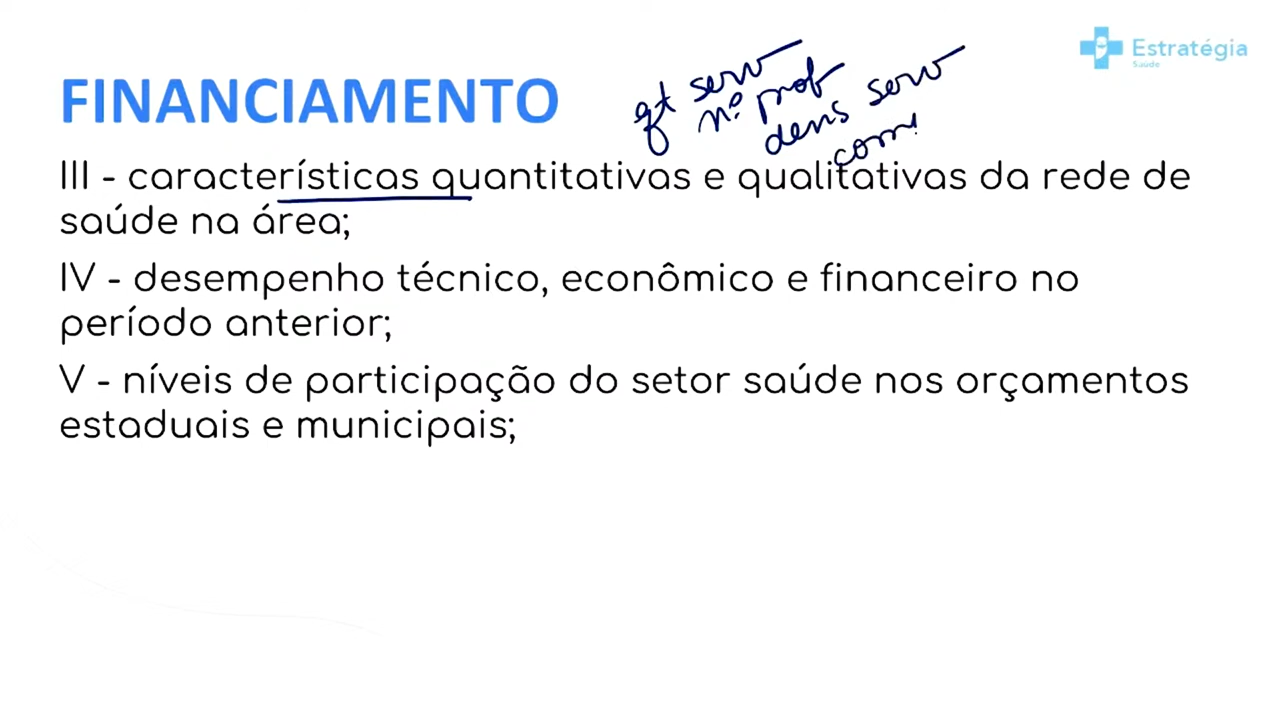 Estratégia
Saúde
FINANCIAMENTO
qt serv
nº prof
dens serv
com
III - características quantitativas e qualitativas da rede de
saúde na área;
IV - desempenho técnico, econômico e financeiro no
período anterior;
V - níveis de participação do setor saúde nos orçamentos
estaduais e municipais;